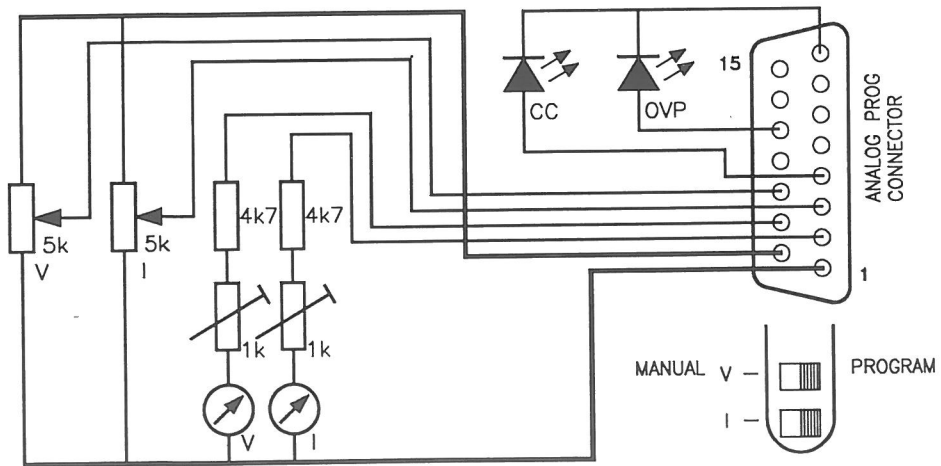 15
CC
OVP
ANALOG PROG
CONNECTOR
4k7
4k7
5k
V
5k
I
1
1k
1k
V
I
MANUAL
V –
I –
PROGRAM